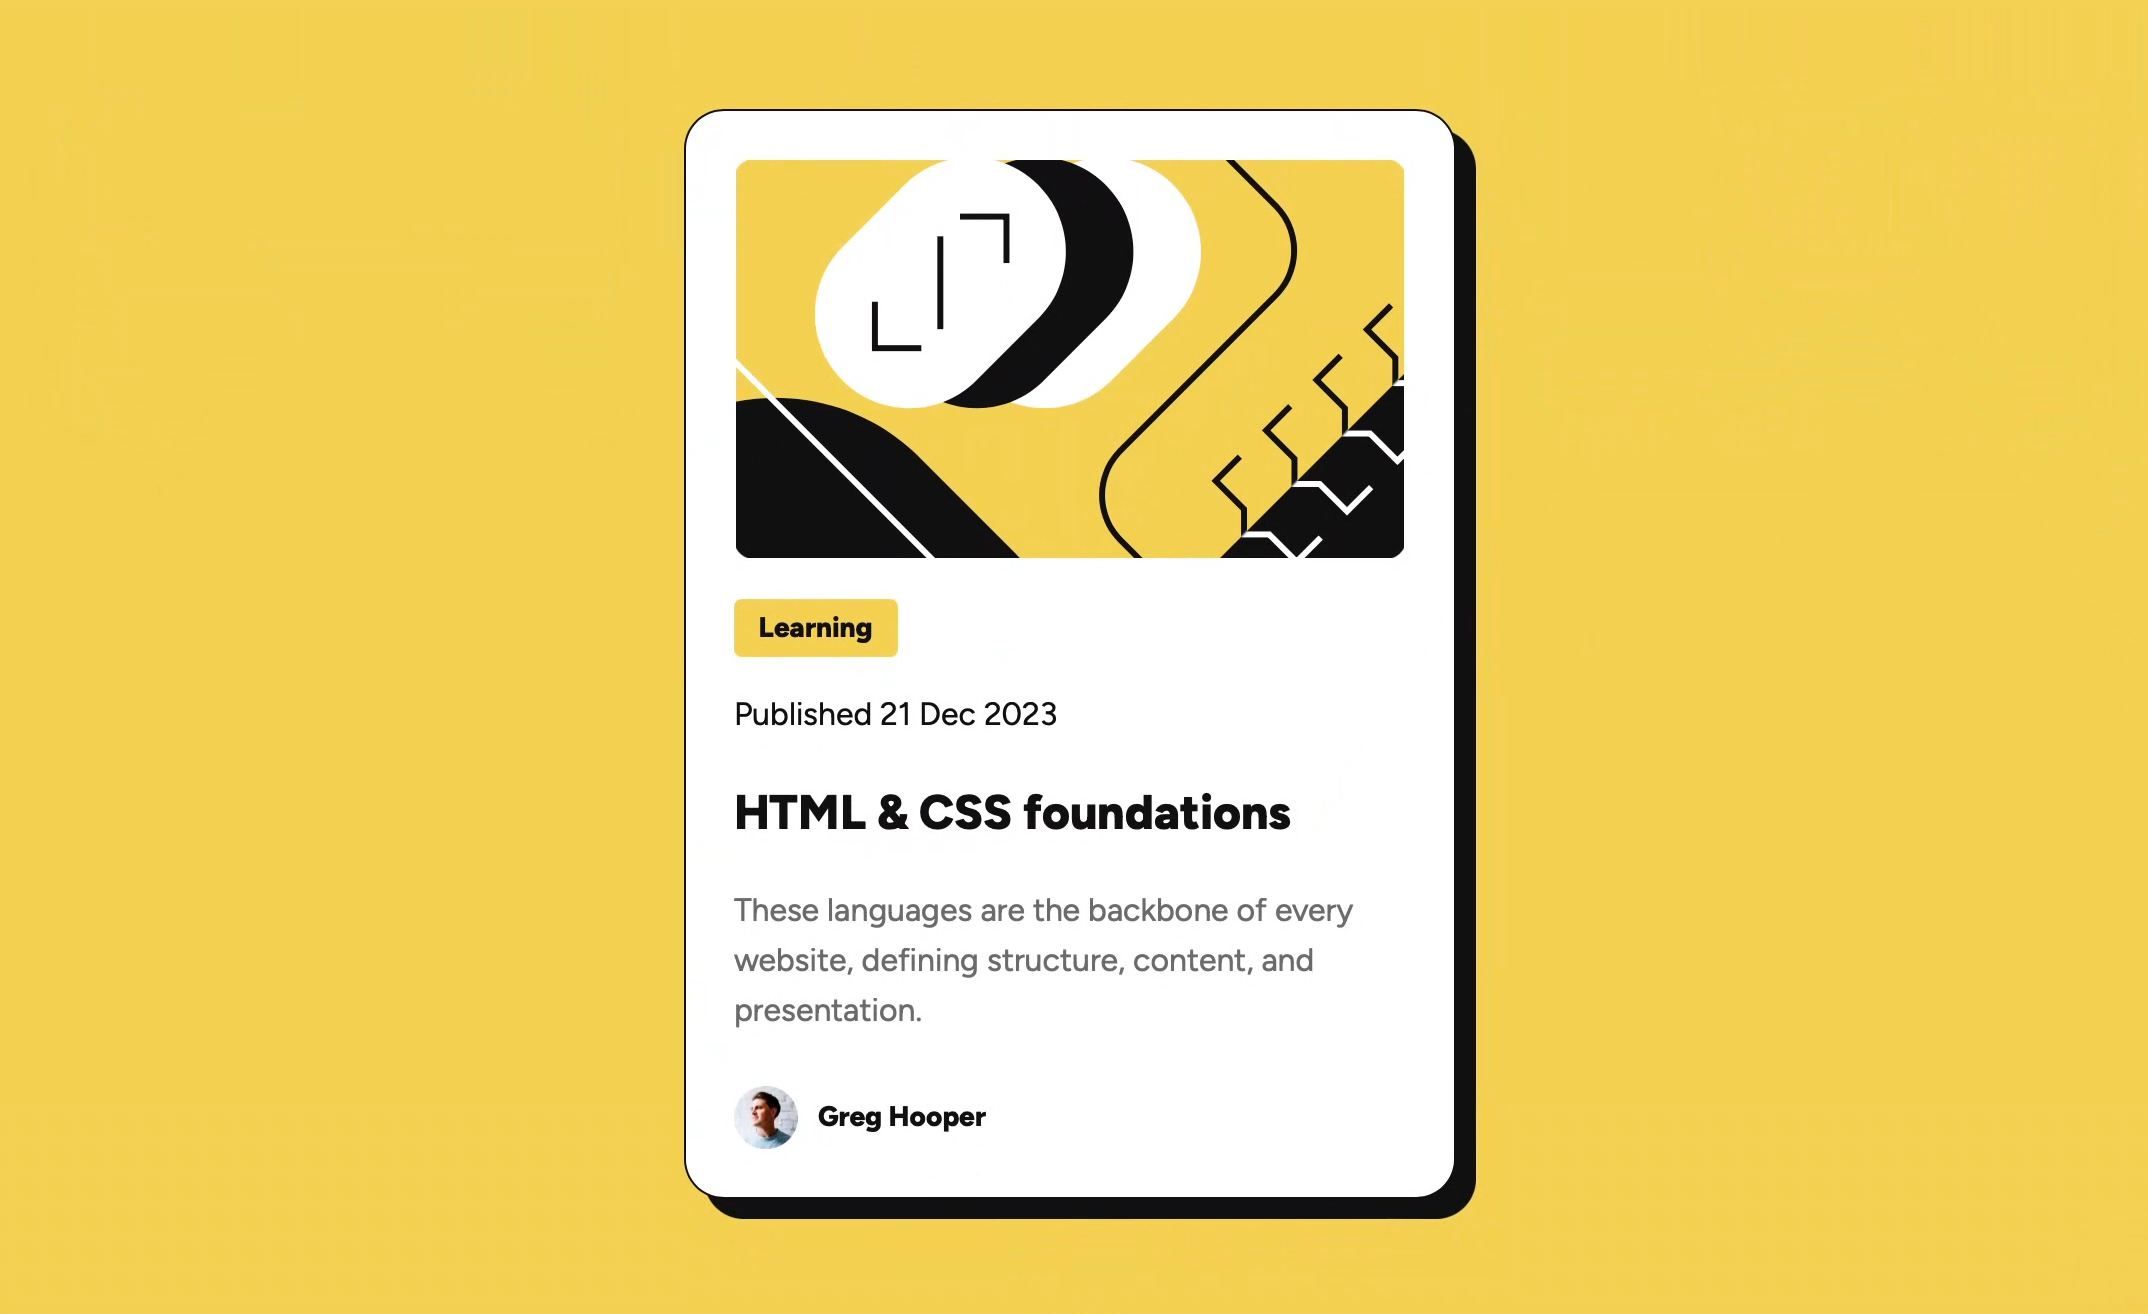 Learning
Published 21 Dec 2023
HTML & CSS foundations
These languages are the backbone of every
website, defining structure, content, and
presentation.
Greg Hooper